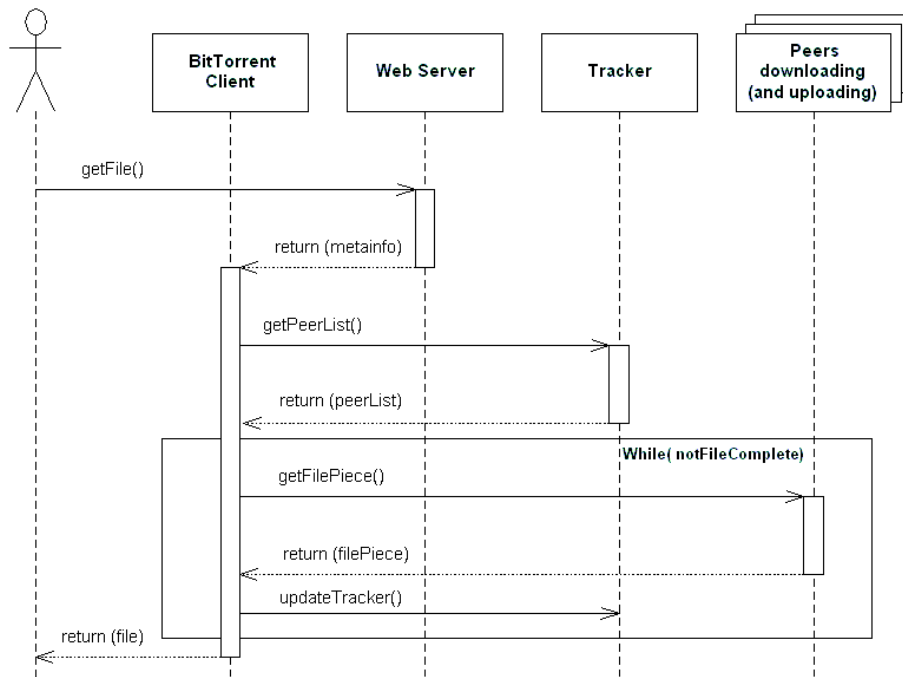 BitTorrent
Client
Web Server
Tracker
Peers
downloading
(and uploading)
getFile()
return (metainfo)
getPeerList()
return (peerList)
While( notFileComplete)
getFilePiece()
return (filePiece)
updateTracker()
return (file)